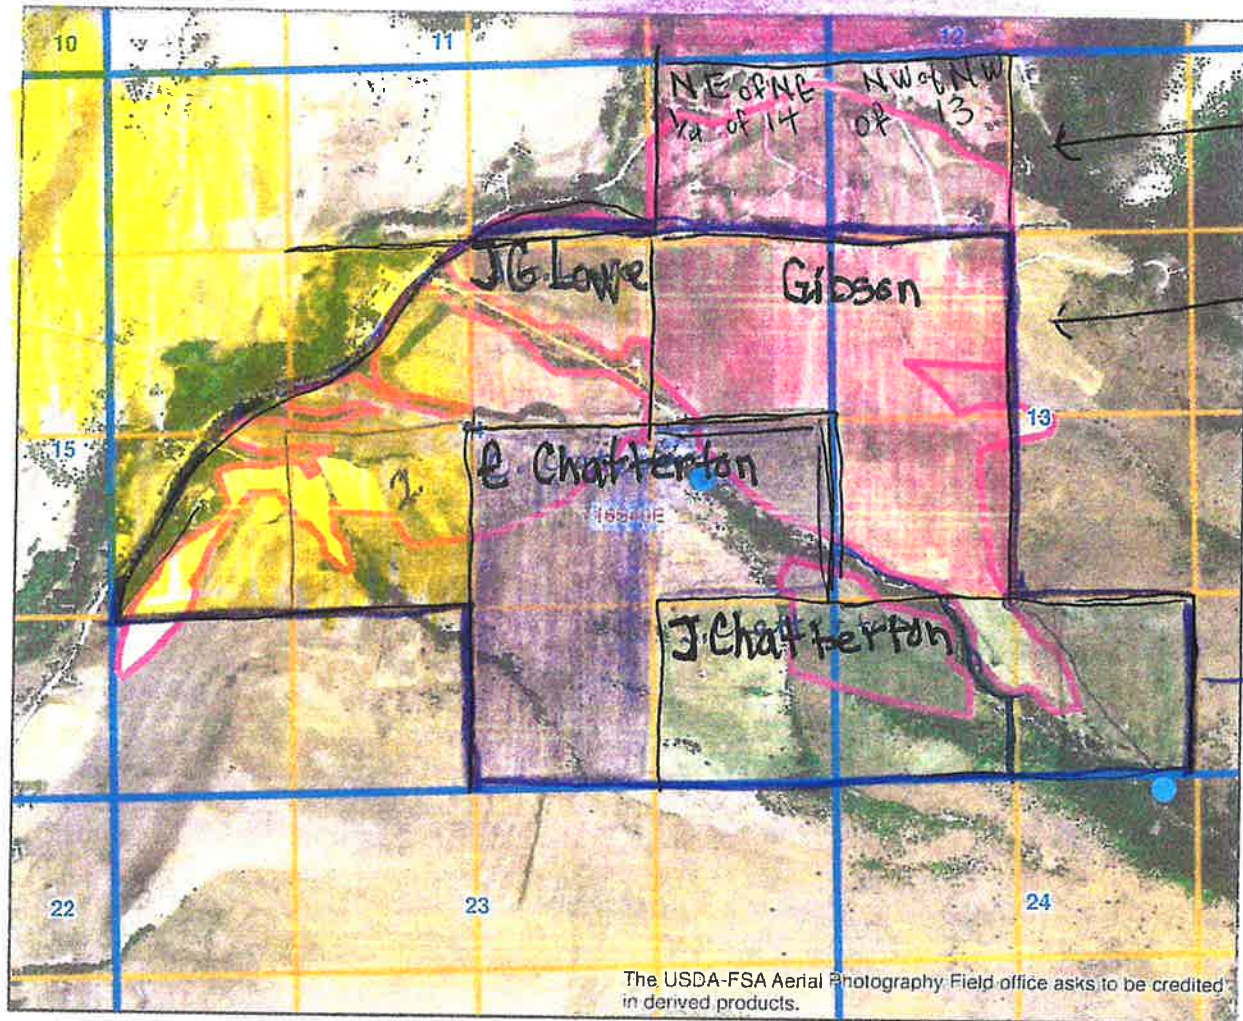 10
11
12
NE of NE
1/4 of 14
NW of NW
of 13
J G Lowe
Gibson
15
13
E Chatterton
2
J. Chatterton
22
23
24
The USDA-FSA Aerial Photography Field office asks to be credited
in derived products.